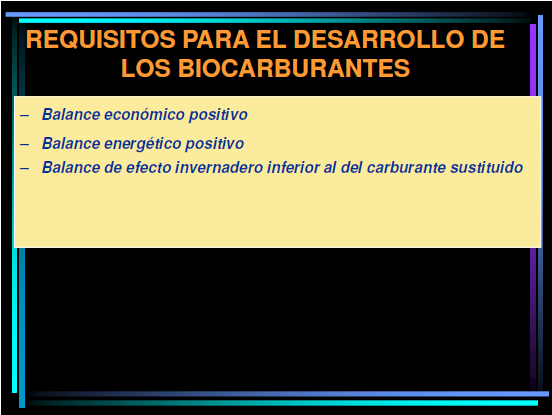 REQUISITOS PARA EL DESARROLLO DE
LOS BIOCARBURANTES
– Balance económico positivo
– Balance energético positivo
– Balance de efecto invernadero inferior al del carburante sustituido